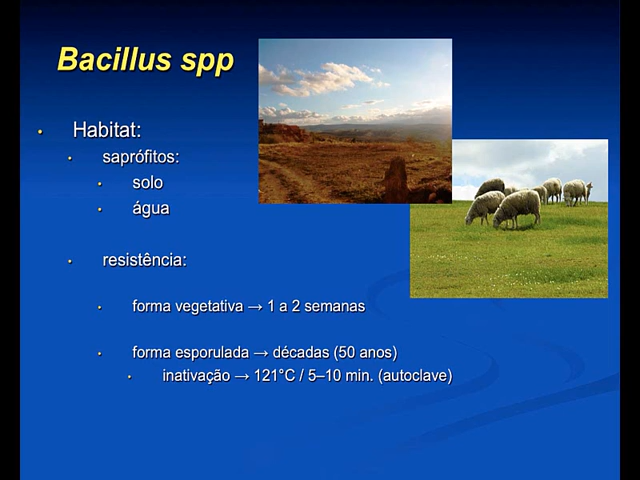 Bacillus spp
• Habitat:
• saprófitos:
• solo
• água
• resistência:
• forma vegetativa → 1 a 2 semanas
• forma esporulada → décadas (50 anos)
• inativação → 121°C / 5–10 min. (autoclave)